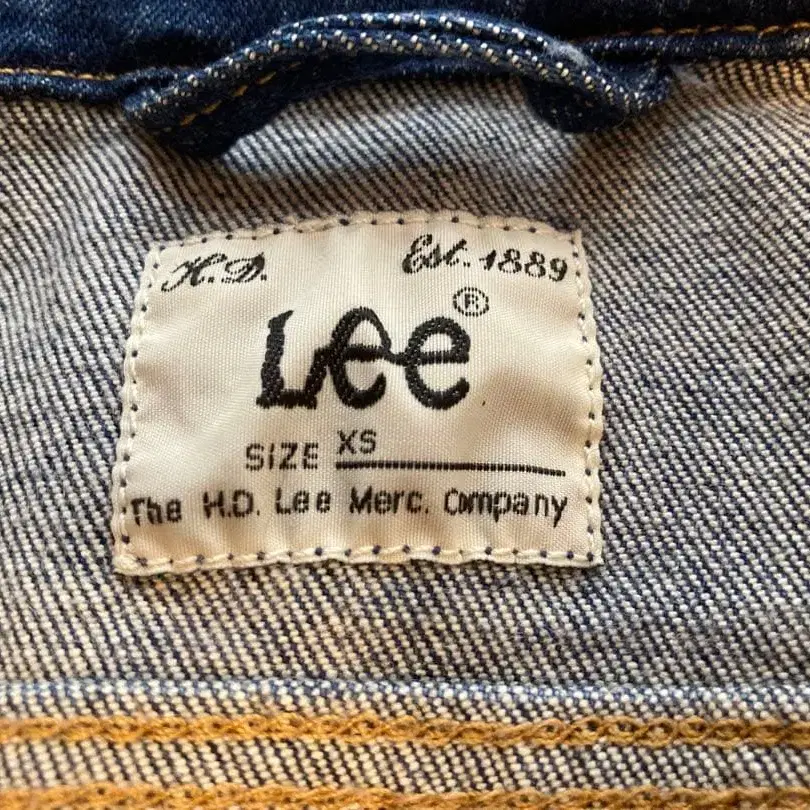 H.D. Est. 1889
Lee®
SIZE XS
The H.D. Lee Merc. Company